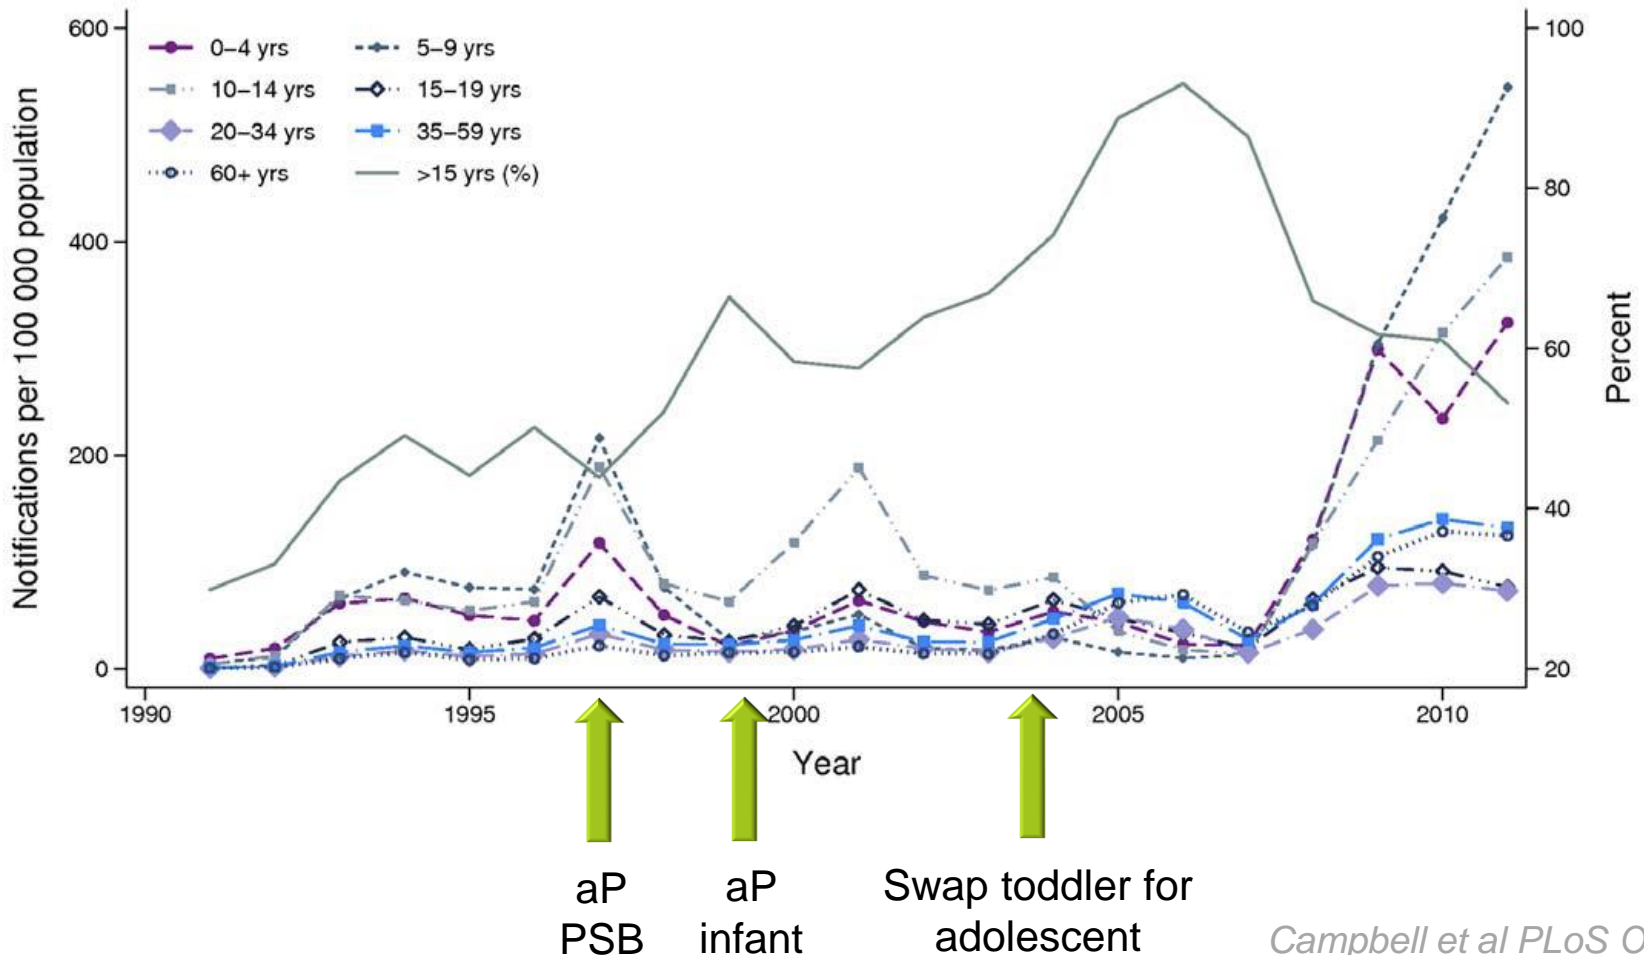 600
400
200
0
Notifications per 100 000 population
0–4 yrs
5–9 yrs
10–14 yrs
15–19 yrs
20–34 yrs
35–59 yrs
60+ yrs
>15 yrs (%)
100
80
60
40
20
Percent
1990
1995
2000
2005
2010
Year
aP
PSB
aP
infant
Swap toddler for
adolescent
Campbell et al PLoS O